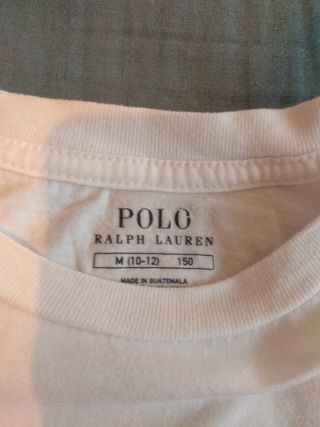 POLO
RALPH LAUREN
M (10-12) 150
MADE IN GUATEMALA